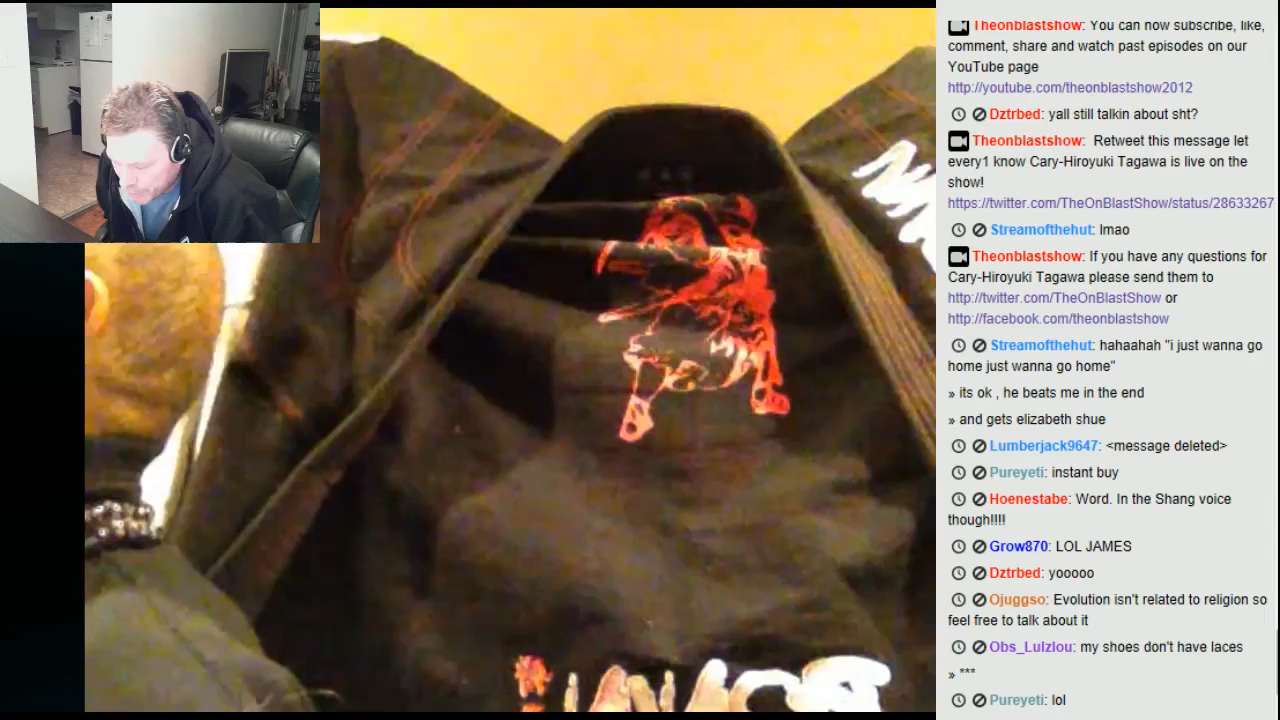 Theonblastshow: You can now subscribe, like,
comment, share and watch past episodes on our
YouTube page
http://youtube.com/theonblastshow2012
Dztrbed: yall still talkin about sht?
Theonblastshow: Retweet this message let
every1 know Cary-Hiroyuki Tagawa is live on the
show!
https://twitter.com/TheOnBlastShow/status/28633267
Streamofthehut: lmao
Theonblastshow: If you have any questions for
Cary-Hiroyuki Tagawa please send them to
http://twitter.com/TheOnBlastShow or
http://facebook.com/theonblastshow
Streamofthehut: hahaahah "i just wanna go
home just wanna go home"
» its ok , he beats me in the end
» and gets elizabeth shue
Lumberjack9647: <message deleted>
Pureyeti: instant buy
Hoenestabe: Word. In the Shang voice
though!!!!
Grow870: LOL JAMES
Dztrbed: yooooo
Ojuggso: Evolution isn't related to religion so
feel free to talk about it
Obs_Lulzlou: my shoes don't have laces
» ***
Pureyeti: lol